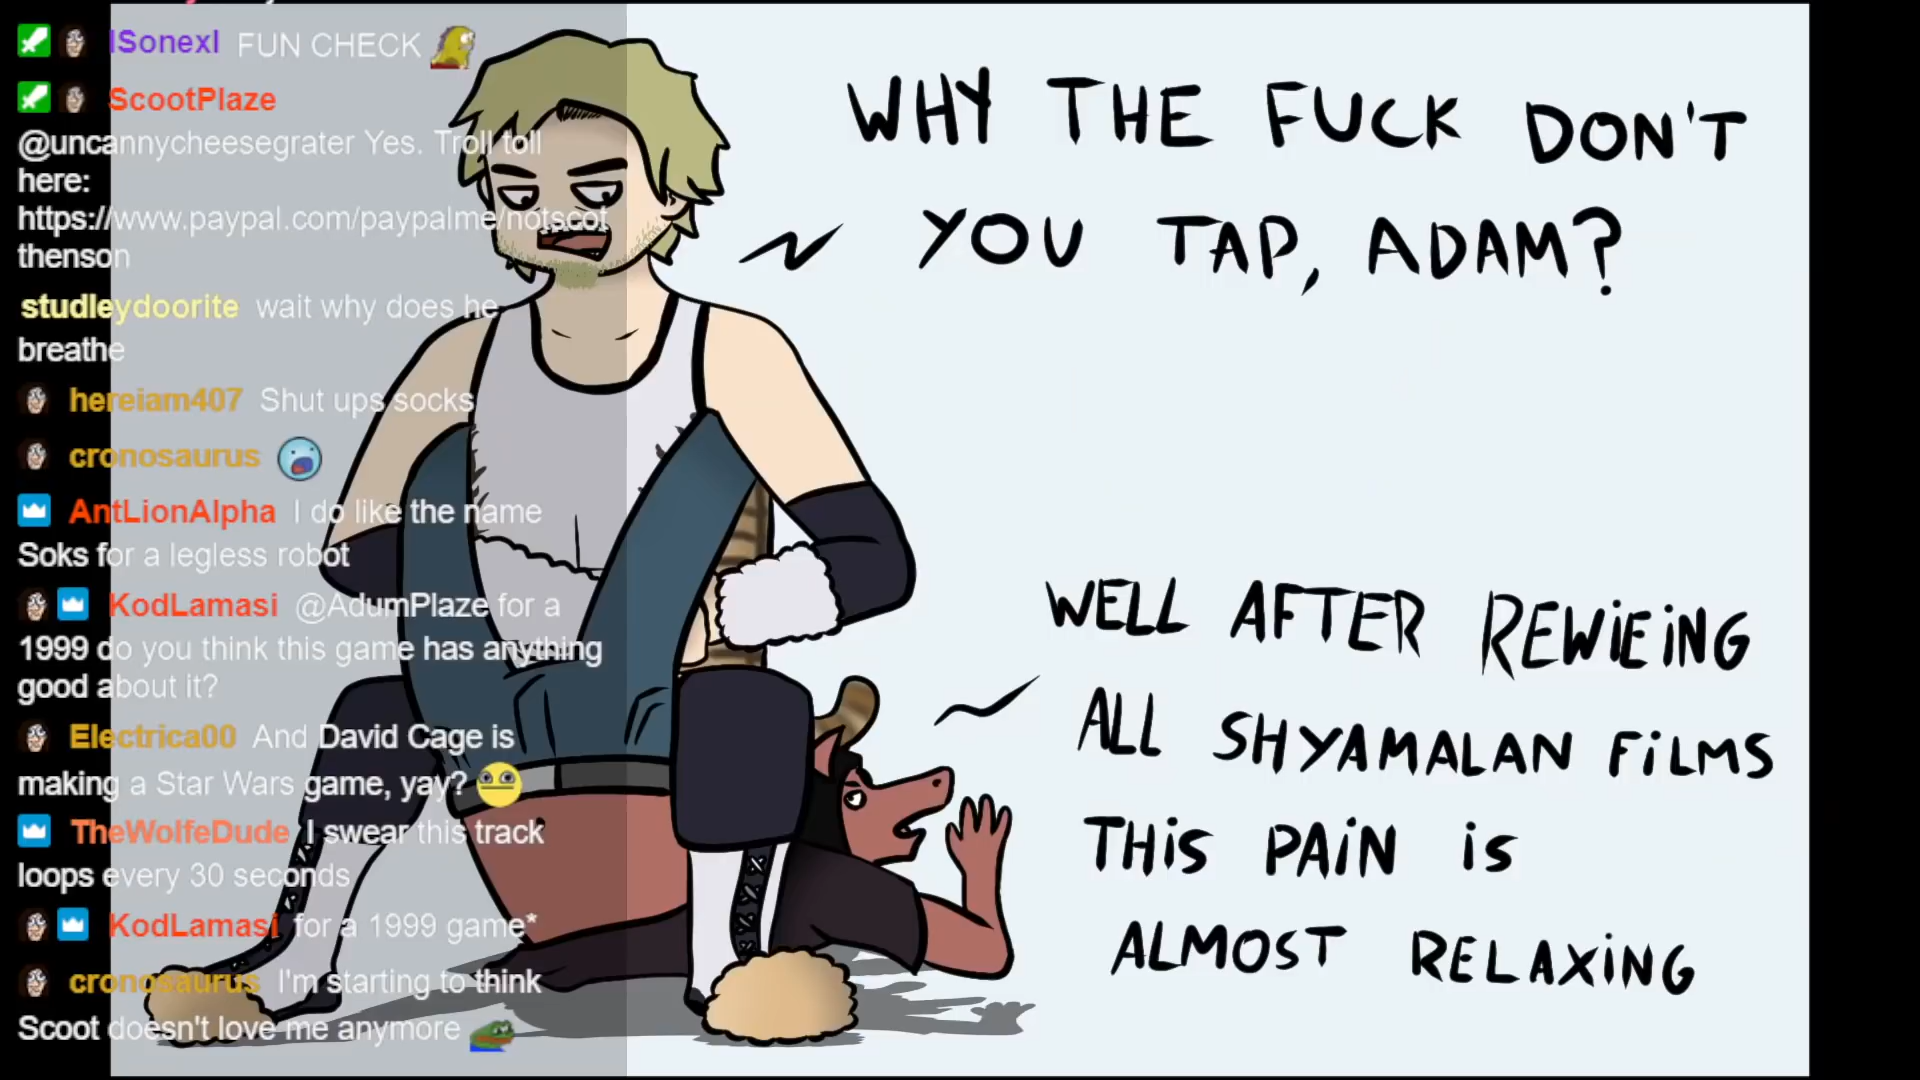 ISonexI FUN CHECK
ScootPlaze
@uncannycheesegrater Yes. Troll toll
here:
https://www.paypal.com/paypalme/notscot
thenson
studleydoorite wait why does he
breathe
hereiam407 Shut ups socks
cronosaurus
AntLionAlpha I do like the name
Soks for a legless robot
KodLamasi @AdumPlaze for a
1999 do you think this game has anything
good about it?
Electrica00 And David Cage is
making a Star Wars game, yay?
TheWolfeDude I swear this track
loops every 30 seconds
KodLamasi for a 1999 game*
cronosaurus I'm starting to think
Scoot doesn't love me anymore
WHY THE FUCK DON'T
YOU TAP, ADAM?
WELL AFTER REWiEiNG
ALL SHYAMALAN FiLMS
THiS PAiN iS
ALMOST RELAXiNG